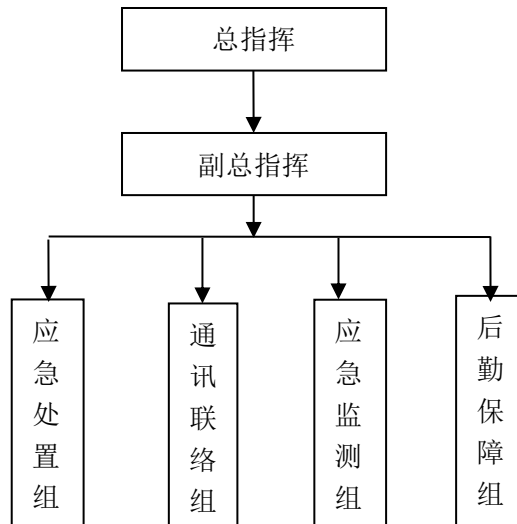 总指挥
副总指挥
应急处置组
通讯联络组
应急监测组
后勤保障组